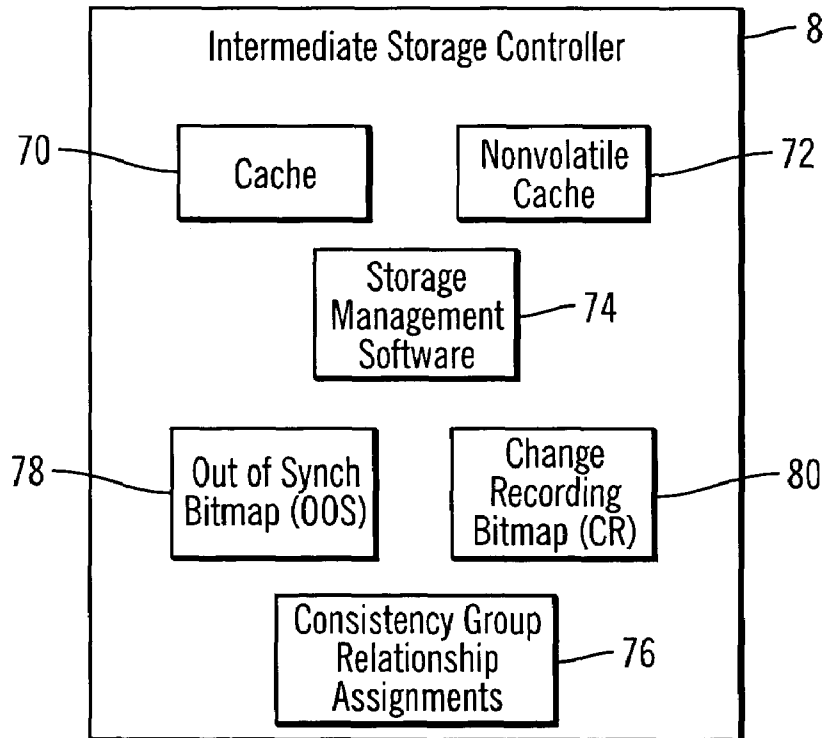 Intermediate Storage Controller
8
70
Cache
Nonvolatile
Cache
72
Storage
Management
Software
74
78
Out of Synch
Bitmap (OOS)
Change
Recording
Bitmap (CR)
80
Consistency Group
Relationship
Assignments
76